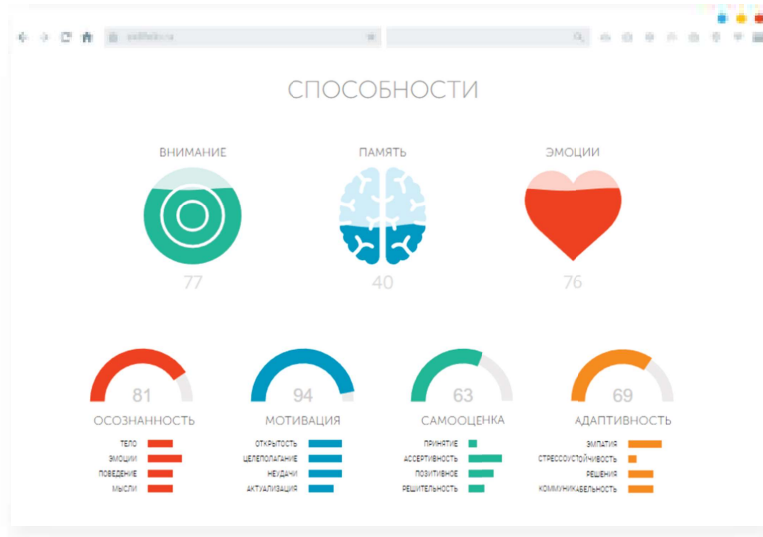 СПОСОБНОСТИ
ВНИМАНИЕ
ПАМЯТЬ
ЭМОЦИИ
77
40
76
81
94
63
69
ОСОЗНАННОСТЬ
МОТИВАЦИЯ
САМООЦЕНКА
АДАПТИВНОСТЬ
ТЕЛО
ЭМОЦИИ
ПОВЕДЕНИЕ
МЫСЛИ
ОТКРЫТОСТЬ
ЦЕЛЕПОЛАГАНИЕ
НЕУДАЧИ
АКТУАЛИЗАЦИЯ
ПРИНЯТИЕ
АССЕРТИВНОСТЬ
ПОЗИТИВНОЕ
РЕШИТЕЛЬНОСТЬ
ЭМПАТИЯ
СТРЕССОУСТОЙЧИВОСТЬ
РЕШЕНИЯ
КОММУНИКАБЕЛЬНОСТЬ